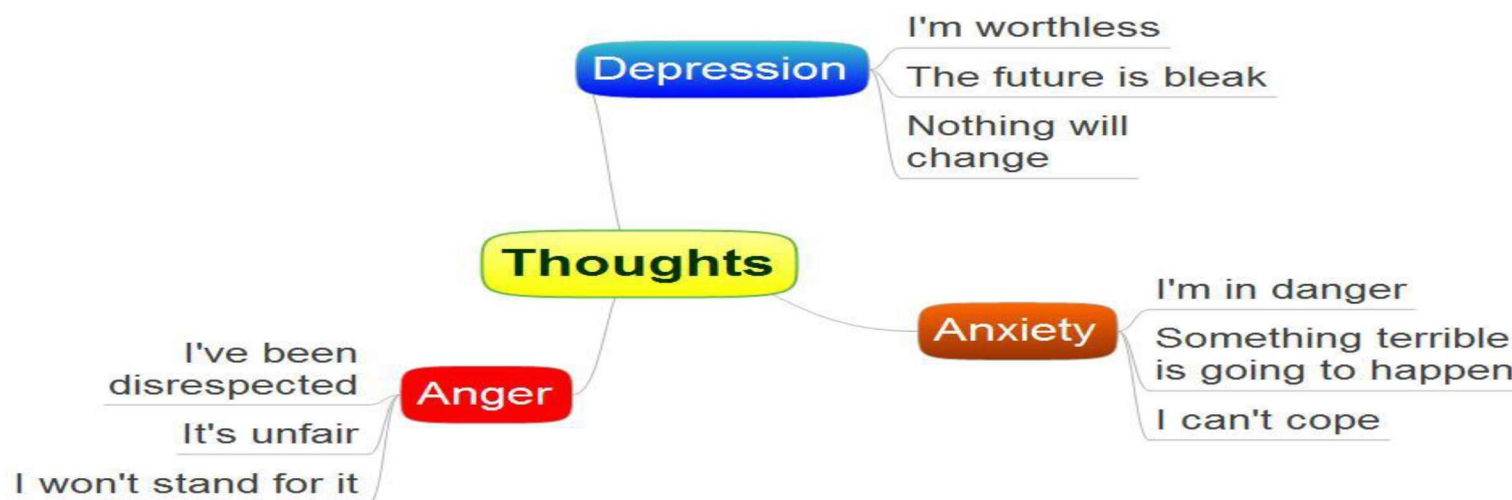 Depression
I'm worthless
The future is bleak
Nothing will
change
Thoughts
Anxiety
I'm in danger
Something terrible
is going to happen
I can't cope
Anger
I've been
disrespected
It's unfair
I won't stand for it